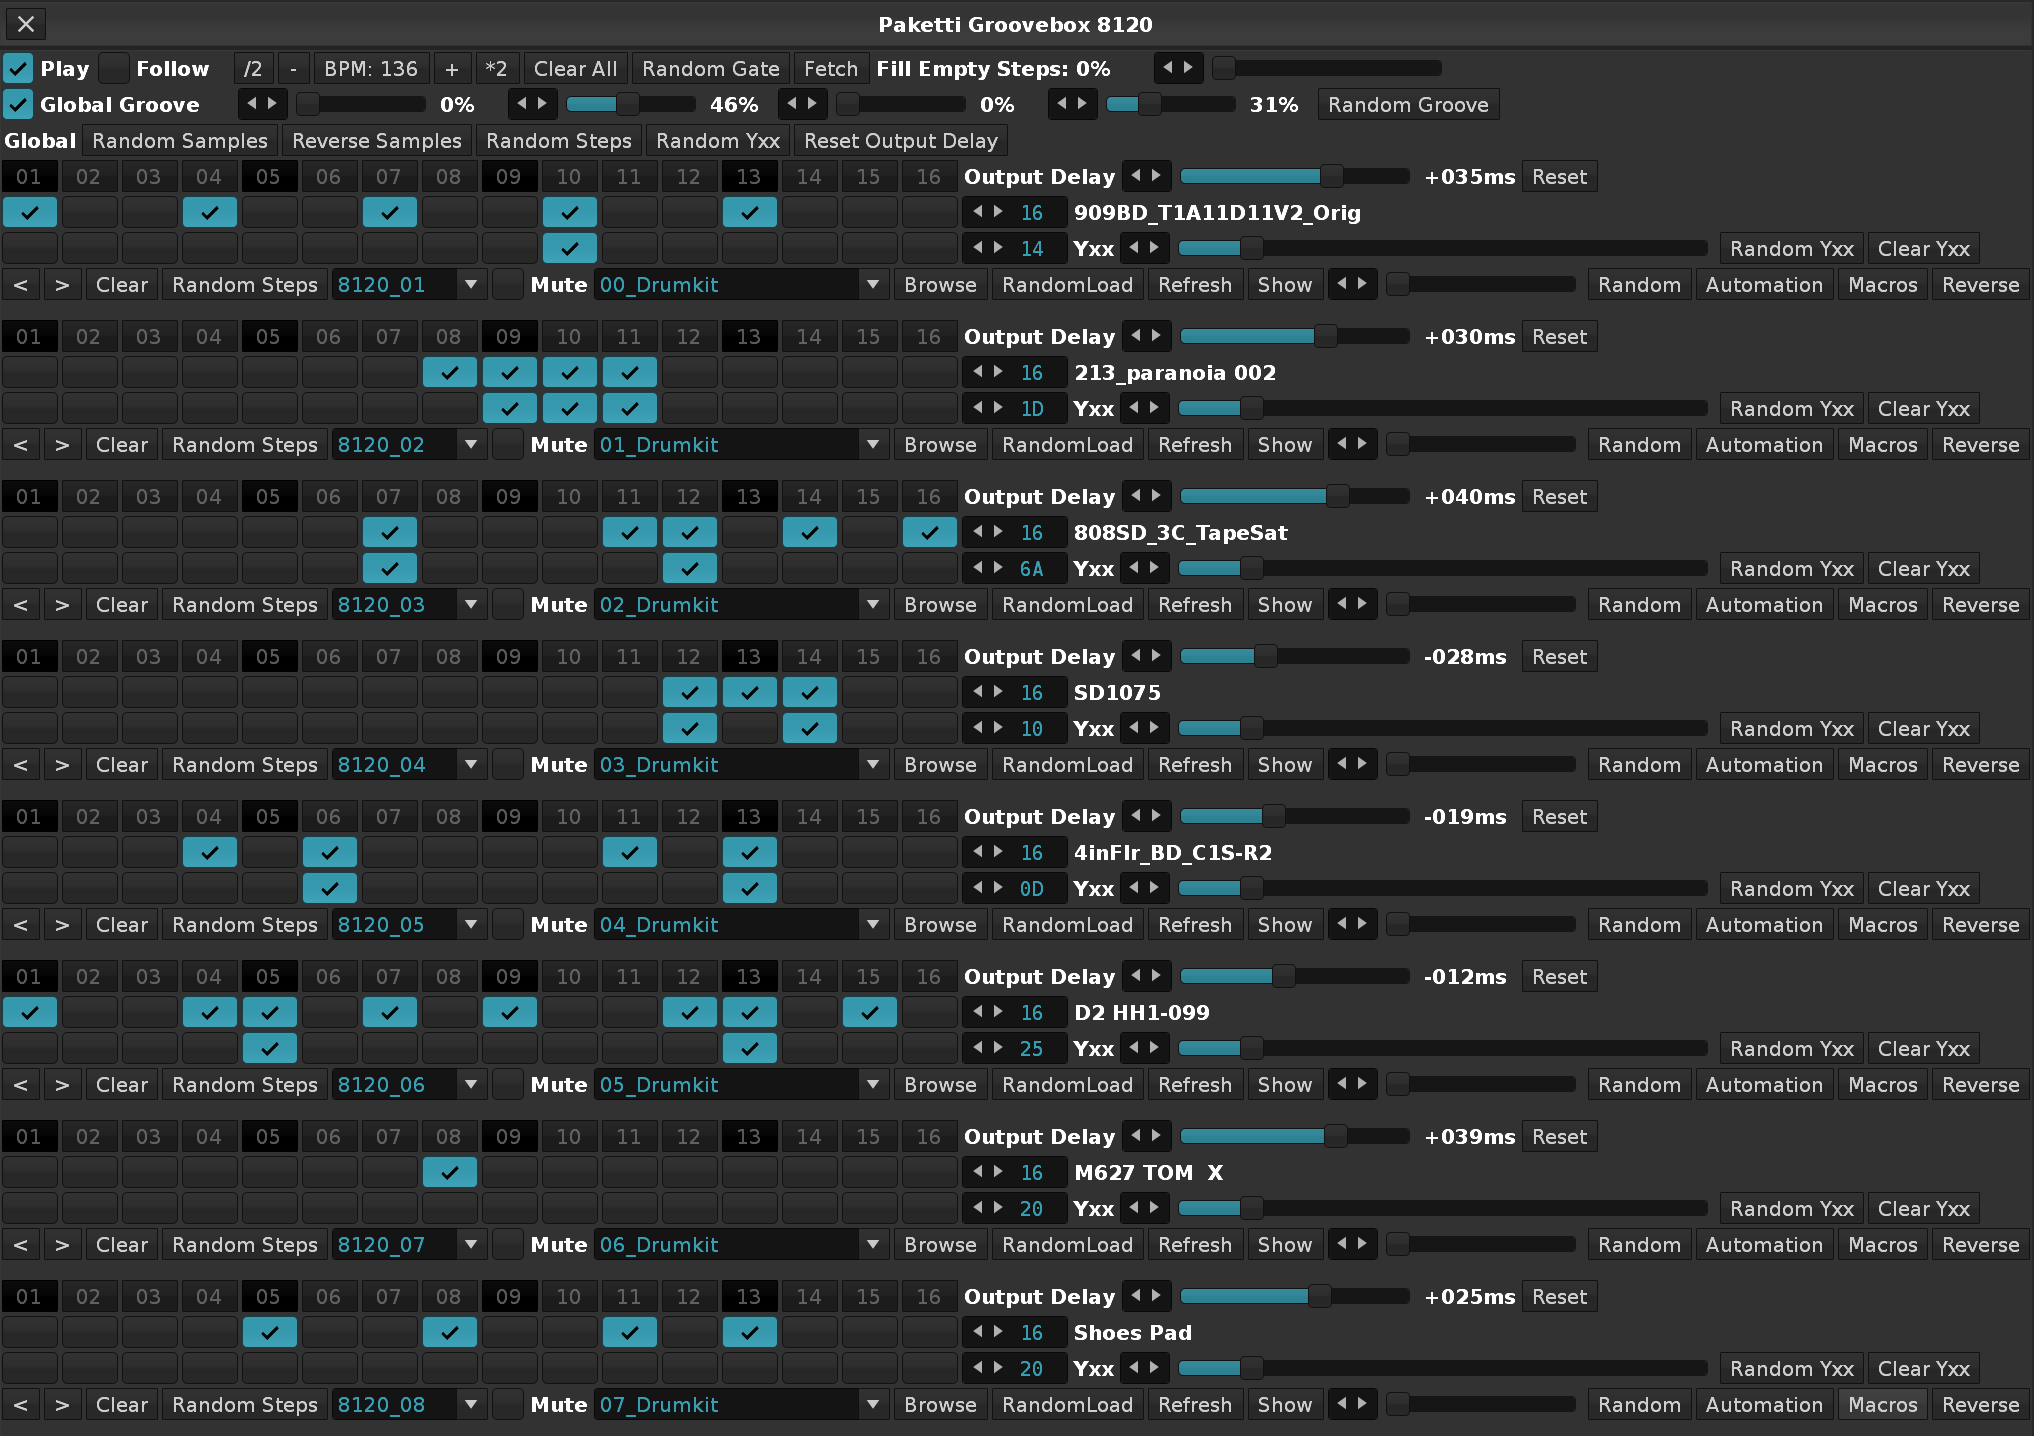 Paketti Groovebox 8120
Play Follow /2 - BPM: 136 + *2 Clear All Random Gate Fetch Fill Empty Steps: 0%
Global Groove 0% 46% 0% 31% Random Groove
Global Random Samples Reverse Samples Random Steps Random Yxx Reset Output Delay
01 02 03 04 05 06 07 08 09 10 11 12 13 14 15 16 Output Delay +035ms Reset
16 909BD_T1A11D11V2_Orig
14 Yxx Random Yxx Clear Yxx
< > Clear Random Steps 8120_01 Mute 00_Drumkit Browse RandomLoad Refresh Show Random Automation Macros Reverse
01 02 03 04 05 06 07 08 09 10 11 12 13 14 15 16 Output Delay +030ms Reset
16 213_paranoia 002
1D Yxx Random Yxx Clear Yxx
< > Clear Random Steps 8120_02 Mute 01_Drumkit Browse RandomLoad Refresh Show Random Automation Macros Reverse
01 02 03 04 05 06 07 08 09 10 11 12 13 14 15 16 Output Delay +040ms Reset
16 808SD_3C_TapeSat
6A Yxx Random Yxx Clear Yxx
< > Clear Random Steps 8120_03 Mute 02_Drumkit Browse RandomLoad Refresh Show Random Automation Macros Reverse
01 02 03 04 05 06 07 08 09 10 11 12 13 14 15 16 Output Delay -028ms Reset
16 SD1075
10 Yxx Random Yxx Clear Yxx
< > Clear Random Steps 8120_04 Mute 03_Drumkit Browse RandomLoad Refresh Show Random Automation Macros Reverse
01 02 03 04 05 06 07 08 09 10 11 12 13 14 15 16 Output Delay -019ms Reset
16 4inFlr_BD_C1S-R2
0D Yxx Random Yxx Clear Yxx
< > Clear Random Steps 8120_05 Mute 04_Drumkit Browse RandomLoad Refresh Show Random Automation Macros Reverse
01 02 03 04 05 06 07 08 09 10 11 12 13 14 15 16 Output Delay -012ms Reset
16 D2 HH1-099
25 Yxx Random Yxx Clear Yxx
< > Clear Random Steps 8120_06 Mute 05_Drumkit Browse RandomLoad Refresh Show Random Automation Macros Reverse
01 02 03 04 05 06 07 08 09 10 11 12 13 14 15 16 Output Delay +039ms Reset
16 M627 TOM  X
20 Yxx Random Yxx Clear Yxx
< > Clear Random Steps 8120_07 Mute 06_Drumkit Browse RandomLoad Refresh Show Random Automation Macros Reverse
01 02 03 04 05 06 07 08 09 10 11 12 13 14 15 16 Output Delay +025ms Reset
16 Shoes Pad
20 Yxx Random Yxx Clear Yxx
< > Clear Random Steps 8120_08 Mute 07_Drumkit Browse RandomLoad Refresh Show Random Automation Macros Reverse